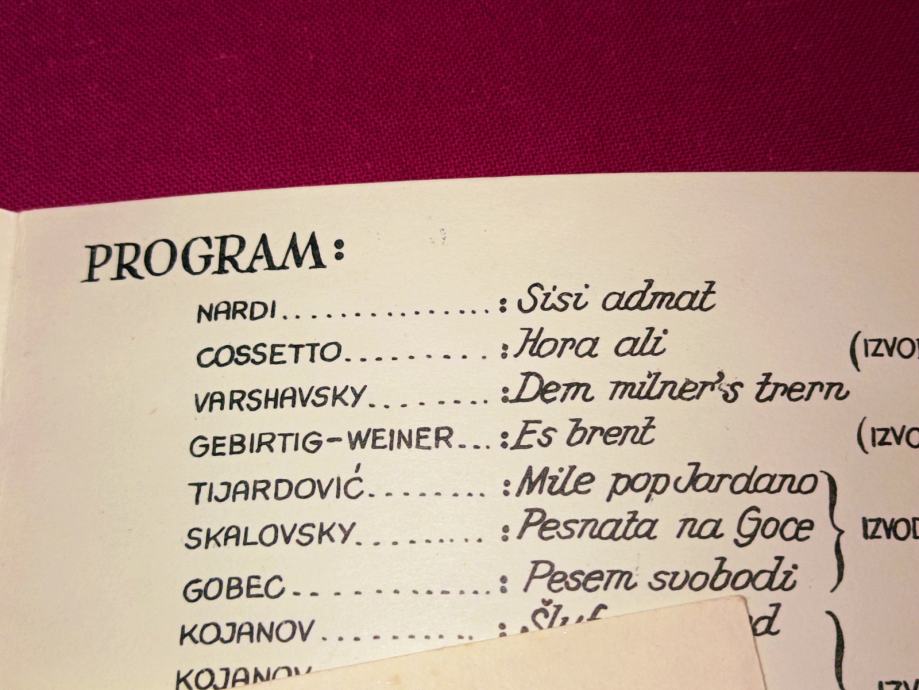 PROGRAM:
NARDI................: Sisi admat
COSSETTO..........: Hora ali (IZVO
VARSHAVSKY........:Dem milner's trern
GEBIRTIG-WEINER...:Es brent (IZVO
TIJARDOVIĆ.........:Mile pop Jordano
SKALOVSKY..........:Pesnata na Goce } IZVOD
GOBEC..............: Pesem svobodi
KOJANOV...........:
KOJANOV